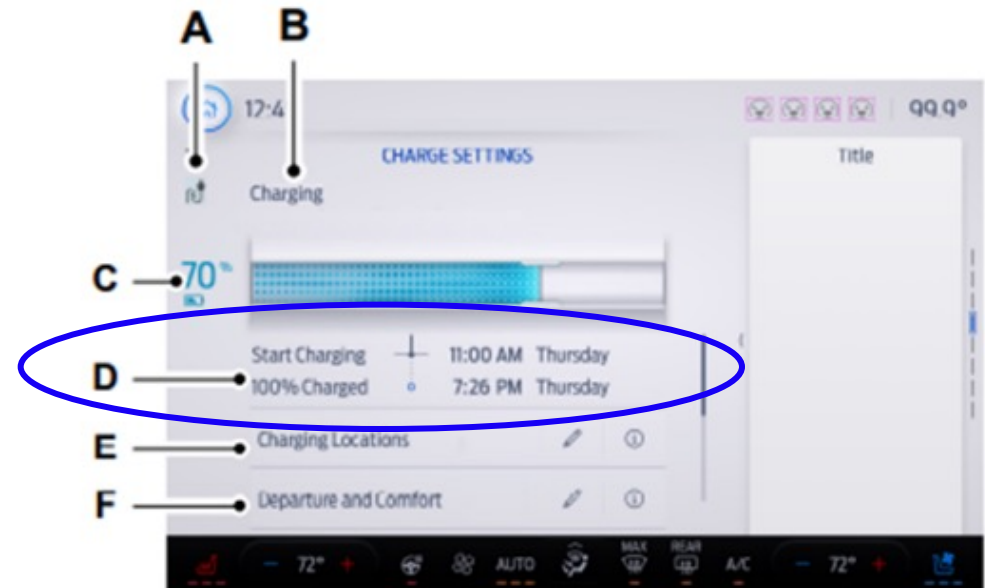 A B
12:4
99.9°
CHARGE SETTINGS
Title
Charging
C
70%
Start Charging 11:00 AM Thursday
D
100% Charged 7:26 PM Thursday
E
Charging Locations
F
Departure and Comfort
72° AUTO MAX REAR A/C 72°